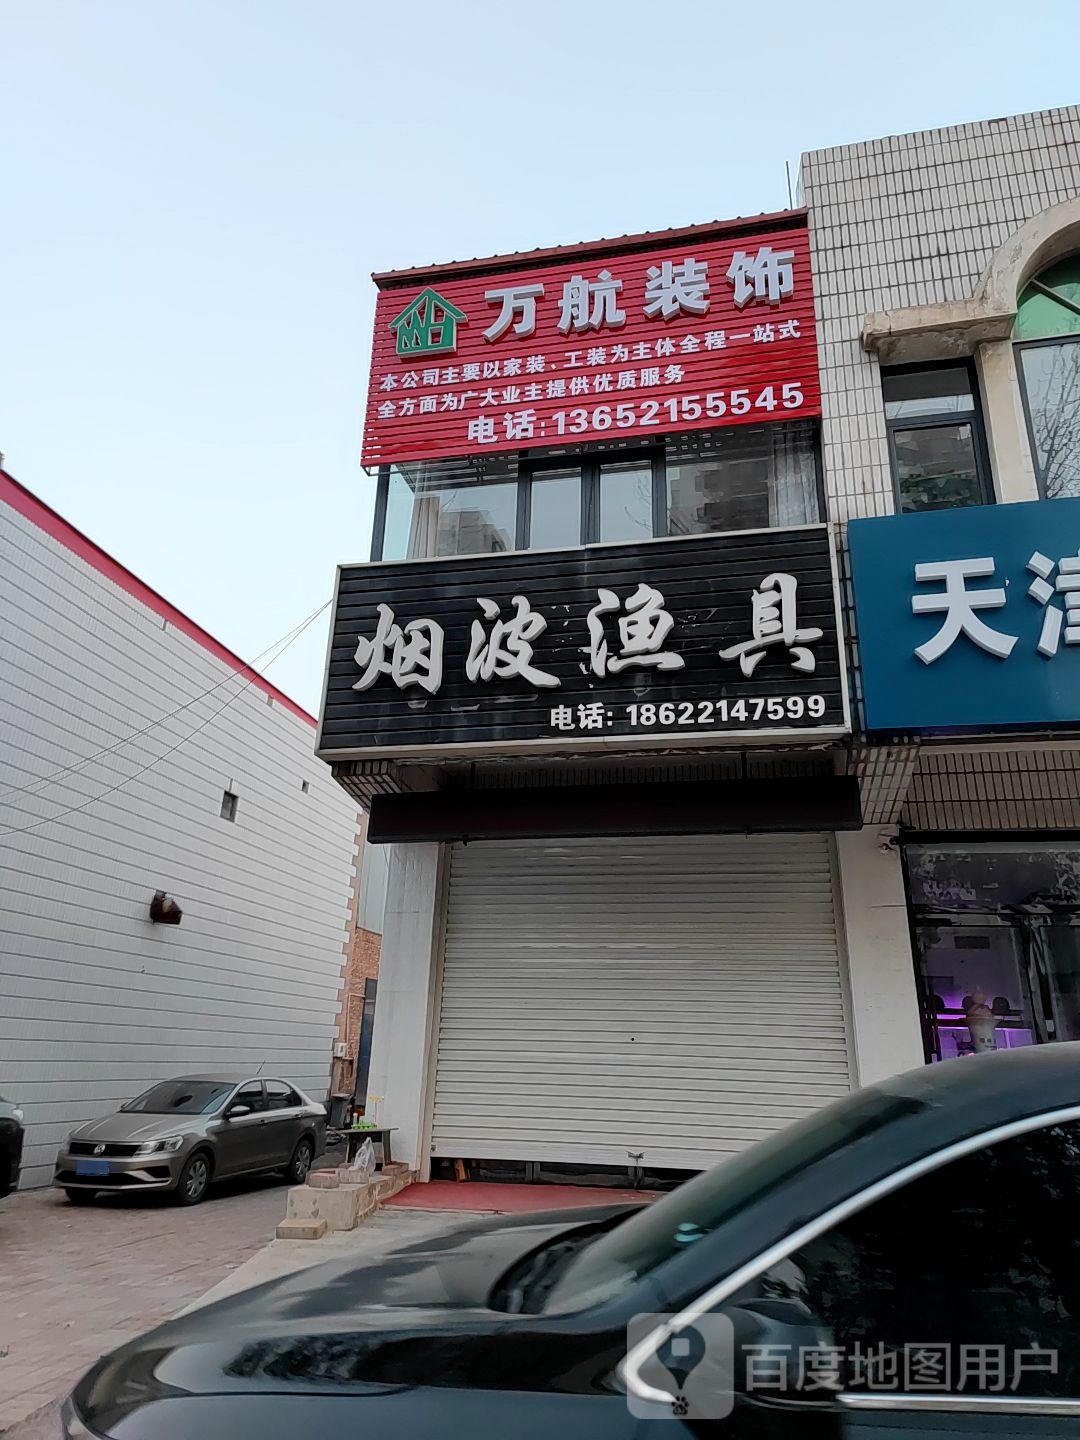 万航装饰
本公司主要以家装、工装为主体全程一站式
全方面为广大业主提供优质服务
电话:13652155545
烟波渔具
电话: 18622147599
天津
百度地图用户